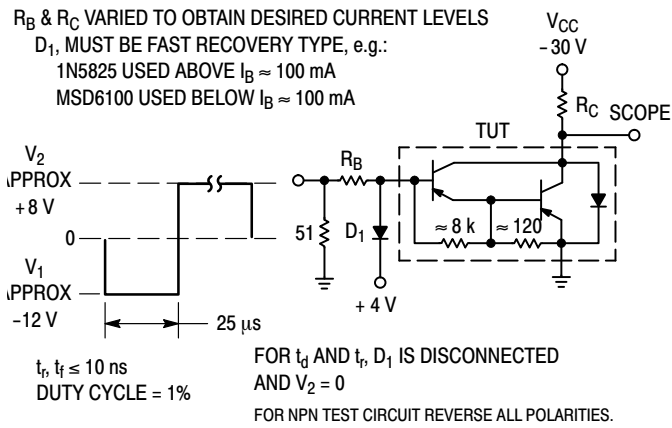 R_B & R_C VARIED TO OBTAIN DESIRED CURRENT LEVELS
D_1, MUST BE FAST RECOVERY TYPE, e.g.:
1N5825 USED ABOVE I_B ≈ 100 mA
MSD6100 USED BELOW I_B ≈ 100 mA
V_CC
– 30 V
R_C
SCOPE
TUT
R_B
51
D_1
≈ 8 k
≈ 120
+ 4 V
V_2
APPROX
+ 8 V
0
V_1
APPROX
–12 V
25 μs
t_r, t_f ≤ 10 ns
DUTY CYCLE = 1%
FOR t_d AND t_r, D_1 IS DISCONNECTED
AND V_2 = 0
FOR NPN TEST CIRCUIT REVERSE ALL POLARITIES.